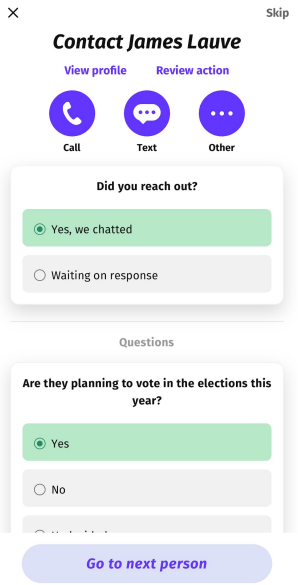 Skip
Contact James Lauve
View profile Review action
Call Text Other
Did you reach out?
Yes, we chatted
Waiting on response
Questions
Are they planning to vote in the elections this
year?
Yes
No
Go to next person